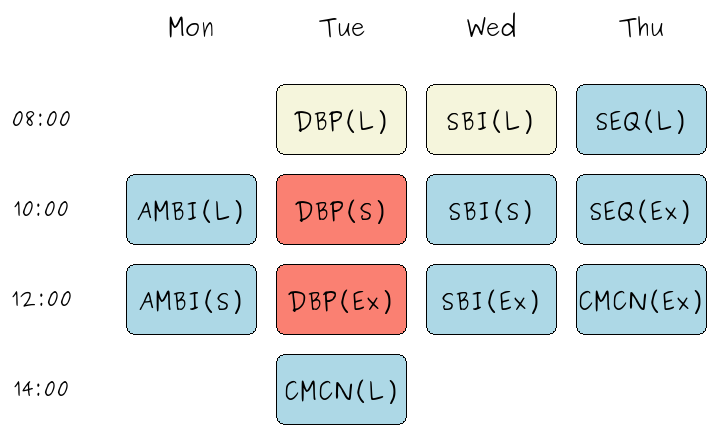 Mon Tue Wed Thu
08:00 DBP(L) SBI(L) SEQ(L)
10:00 AMBI(L) DBP(S) SBI(S) SEQ(Ex)
12:00 AMBI(S) DBP(Ex) SBI(Ex) CMCN(Ex)
14:00 CMCN(L)